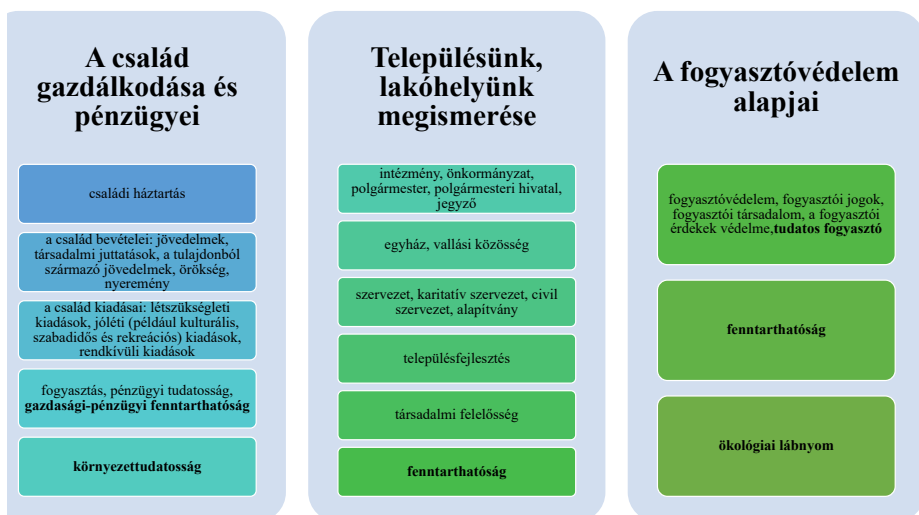 A család
gazdálkodása és
pénzügyei
családi háztartás
a család bevételei: jövedelmek,
társadalmi juttatások, a tulajdonból
származó jövedelmek, örökség,
nyeremény
a család kiadásai: létszükségleti
kiadások, jóléti (például kulturális,
szabadidős és rekreációs) kiadások,
rendkívüli kiadások
fogyasztás, pénzügyi tudatosság,
gazdasági-pénzügyi fenntarthatóság
környezettudatosság
Településünk,
lakóhelyünk
megismerése
intézmény, önkormányzat,
polgármester, polgármesteri hivatal,
jegyző
egyház, vallási közösség
szervezet, karitatív szervezet, civil
szervezet, alapítvány
településfejlesztés
társadalmi felelősség
fenntarthatóság
A fogyasztóvédelem
alapjai
fogyasztóvédelem, fogyasztói jogok,
fogyasztói társadalom, a fogyasztói
érdekek védelme,tudatos fogyasztó
fenntarthatóság
ökológiai lábnyom